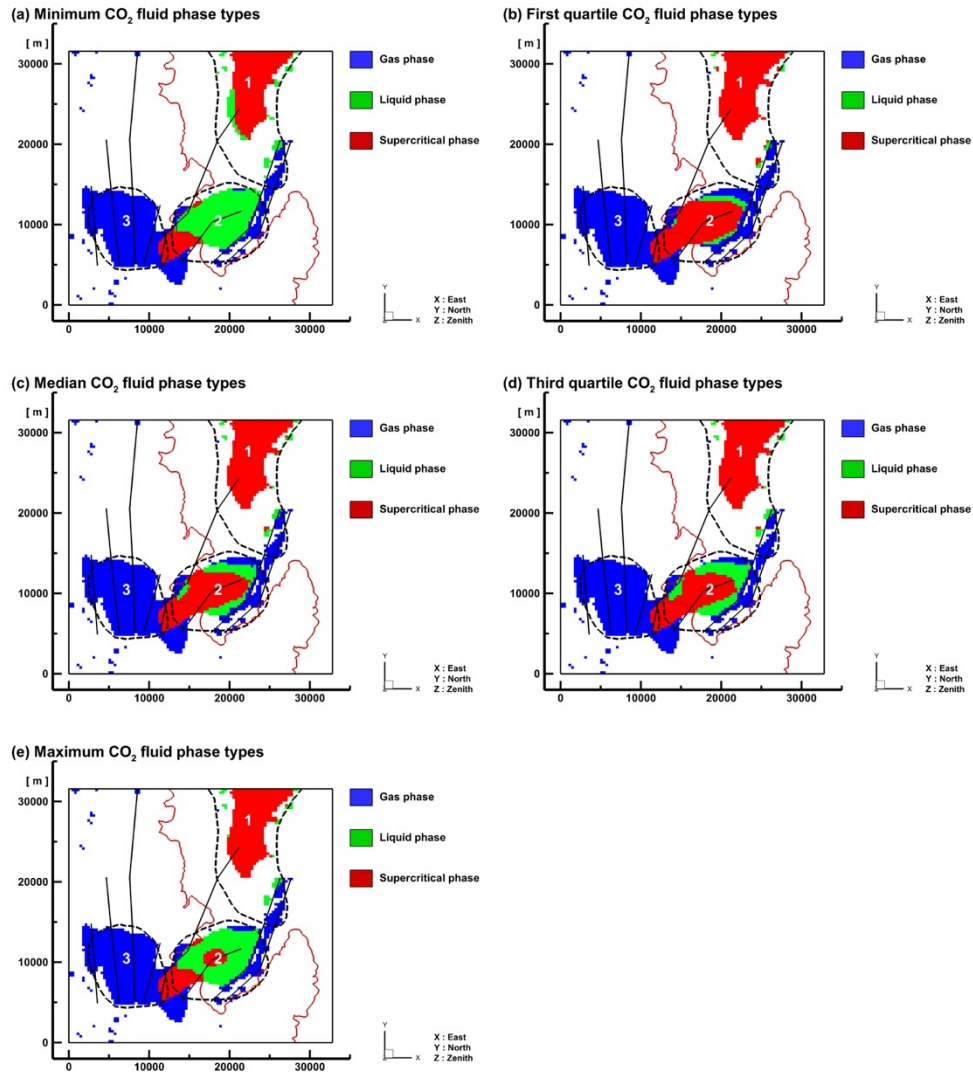 (a) Minimum CO₂ fluid phase types
[ m ]
30000
20000
10000
0
0 10000 20000 30000
1
2
3
Gas phase
Liquid phase
Supercritical phase
Y
Z X
X : East
Y : North
Z : Zenith
(b) First quartile CO₂ fluid phase types
[ m ]
30000
20000
10000
0
0 10000 20000 30000
1
2
3
Gas phase
Liquid phase
Supercritical phase
Y
Z X
X : East
Y : North
Z : Zenith
(c) Median CO₂ fluid phase types
[ m ]
30000
20000
10000
0
0 10000 20000 30000
1
2
3
Gas phase
Liquid phase
Supercritical phase
Y
Z X
X : East
Y : North
Z : Zenith
(d) Third quartile CO₂ fluid phase types
[ m ]
30000
20000
10000
0
0 10000 20000 30000
1
2
3
Gas phase
Liquid phase
Supercritical phase
Y
Z X
X : East
Y : North
Z : Zenith
(e) Maximum CO₂ fluid phase types
[ m ]
30000
20000
10000
0
0 10000 20000 30000
1
2
3
Gas phase
Liquid phase
Supercritical phase
Y
Z X
X : East
Y : North
Z : Zenith